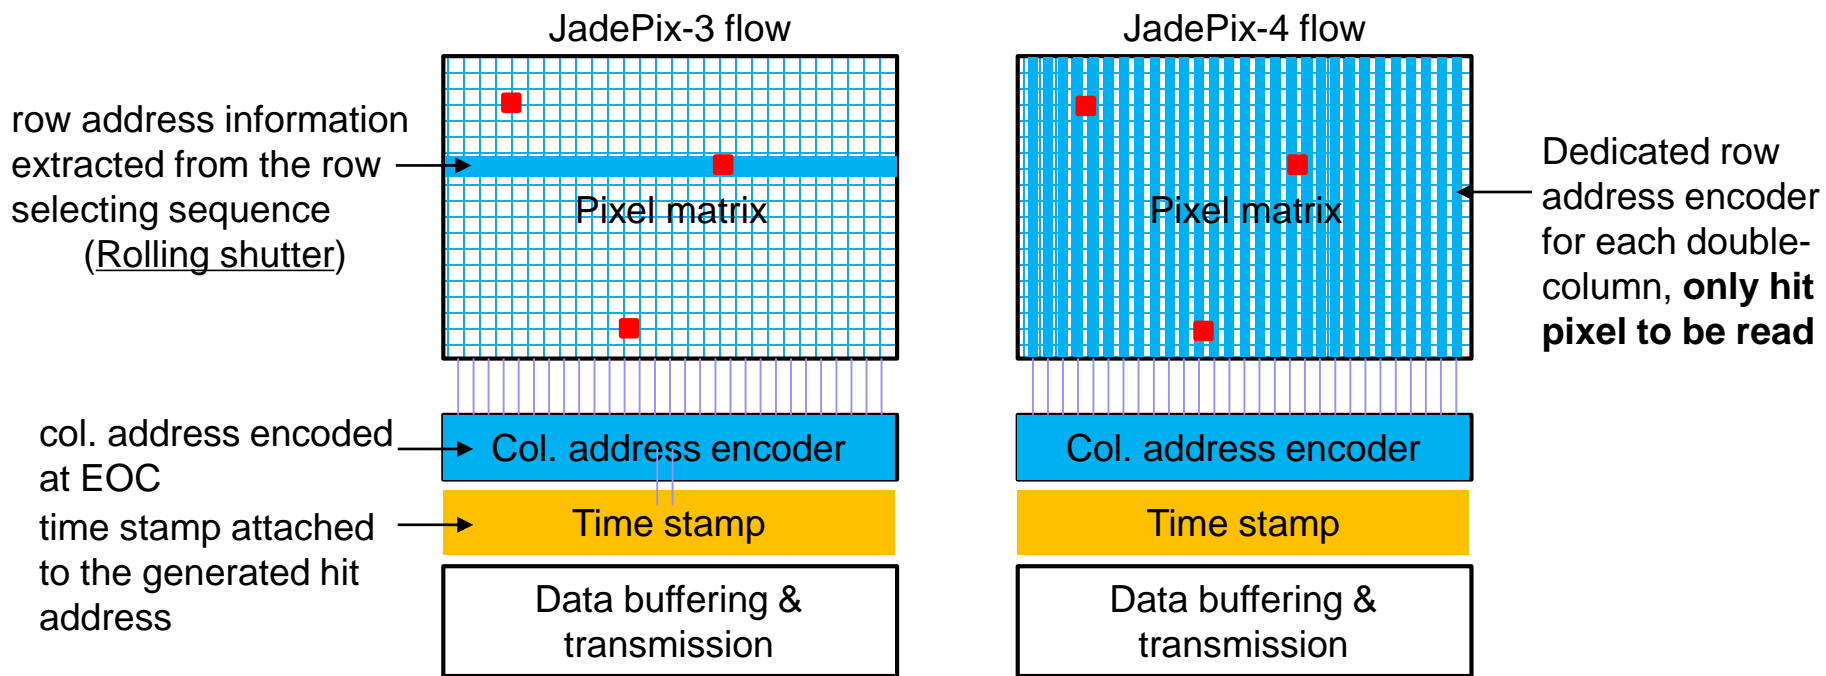 JadePix-3 flow
JadePix-4 flow
row address information
extracted from the row
selecting sequence
(Rolling shutter)
Pixel matrix
Pixel matrix
Dedicated row
address encoder
for each double-
column, only hit
pixel to be read
col. address encoded
at EOC
Col. address encoder
Col. address encoder
time stamp attached
to the generated hit
address
Time stamp
Time stamp
Data buffering &
transmission
Data buffering &
transmission